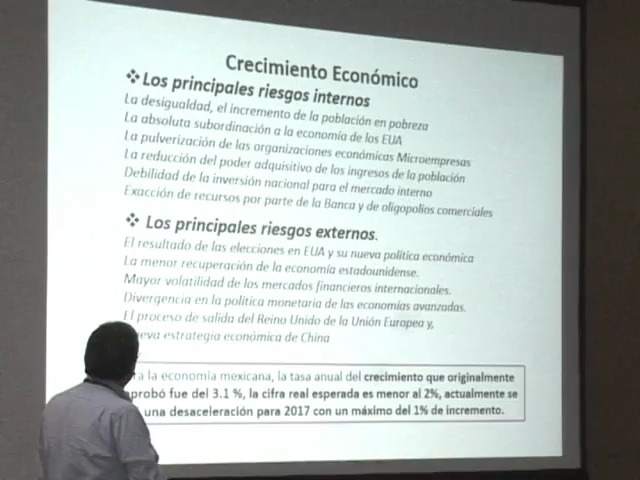 Crecimiento Económico
❖Los principales riesgos internos
La desigualdad, el incremento de la población en pobreza
La absoluta subordinación a la economía de los EUA
La pulverización de las organizaciones económicas Microempresas
La reducción del poder adquisitivo de los ingresos de la población
Debilidad de la inversión nacional para el mercado interno
Exacción de recursos por parte de la Banca y de oligopolios comerciales
❖ Los principales riesgos externos.
El resultado de las elecciones en EUA y su nueva política económica
La menor recuperación de la economía estadounidense.
Mayor volatilidad de los mercados financieros internacionales.
Divergencia en la política monetaria de las economías avanzadas.
El proceso de salida del Reino Unido de la Unión Europea y,
estrategia económica de China
a la economía mexicana, la tasa anual del crecimiento que originalmente
fue del 3.1 %, la cifra real esperada es menor al 2%, actualmente se
una desaceleración para 2017 con un máximo del 1% de incremento.